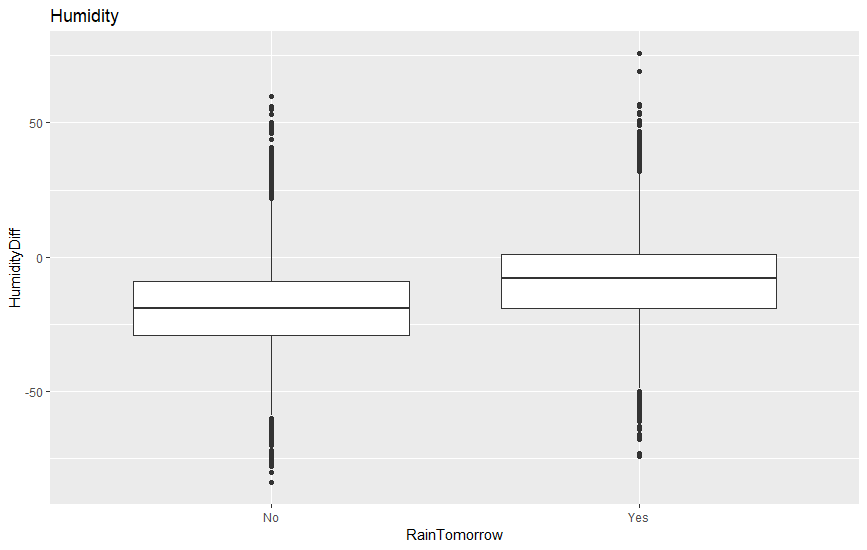 Humidity
HumidityDiff
50
0
-50
No
Yes
RainTomorrow